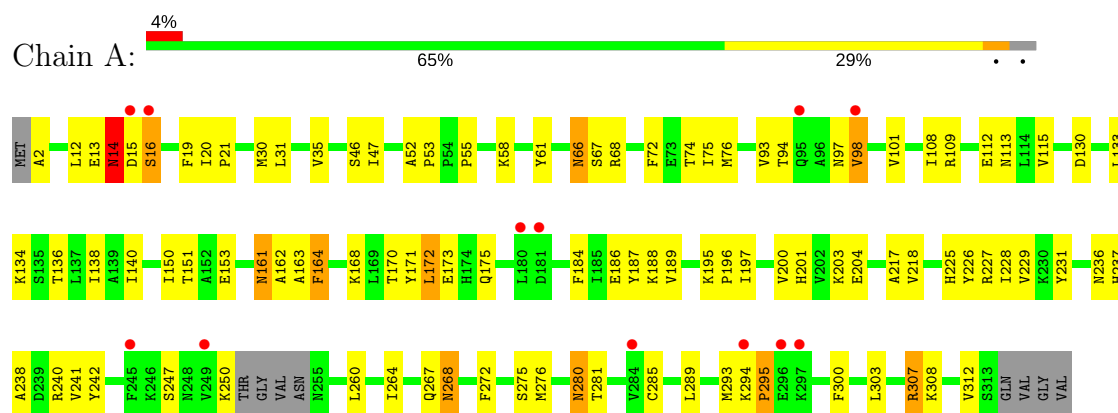 4%
Chain A:
65% 29% • •
MET A2 L12 E13 N14 D15 S16 F19 I20 P21 N30 L31 V35 S46 I47 A52 P53 P54 P55 K58 Y61 N66 S67 R68 F72 E73 T74 I75 M76 V93 T94 Q95 A96 N97 V98 V101 I108 R109 E112 N113 L114 V115 D130
K134 S135 T136 L137 I138 A139 I140 I150 T151 A152 E153 N161 A162 A163 F164 K168 L169 T170 Y171 L172 E173 H174 Q175 L180 D181 F184 I185 E186 Y187 K188 V189 K195 P196 I197 V200 H201 V202 K203 E204 A217 V218 H225 Y226 R227 I228 V229 K230 Y231 N236 H237
A238 D239 R240 V241 Y242 F245 K246 S247 N248 V249 K250 THR GLY VAL ASN N255 L260 I264 Q267 N268 F272 S275 M276 N280 T281 V284 C285 L289 M293 K294 P295 E296 K297 F300 L303 R307 K308 V312 S313 GLN VAL GLY VAL